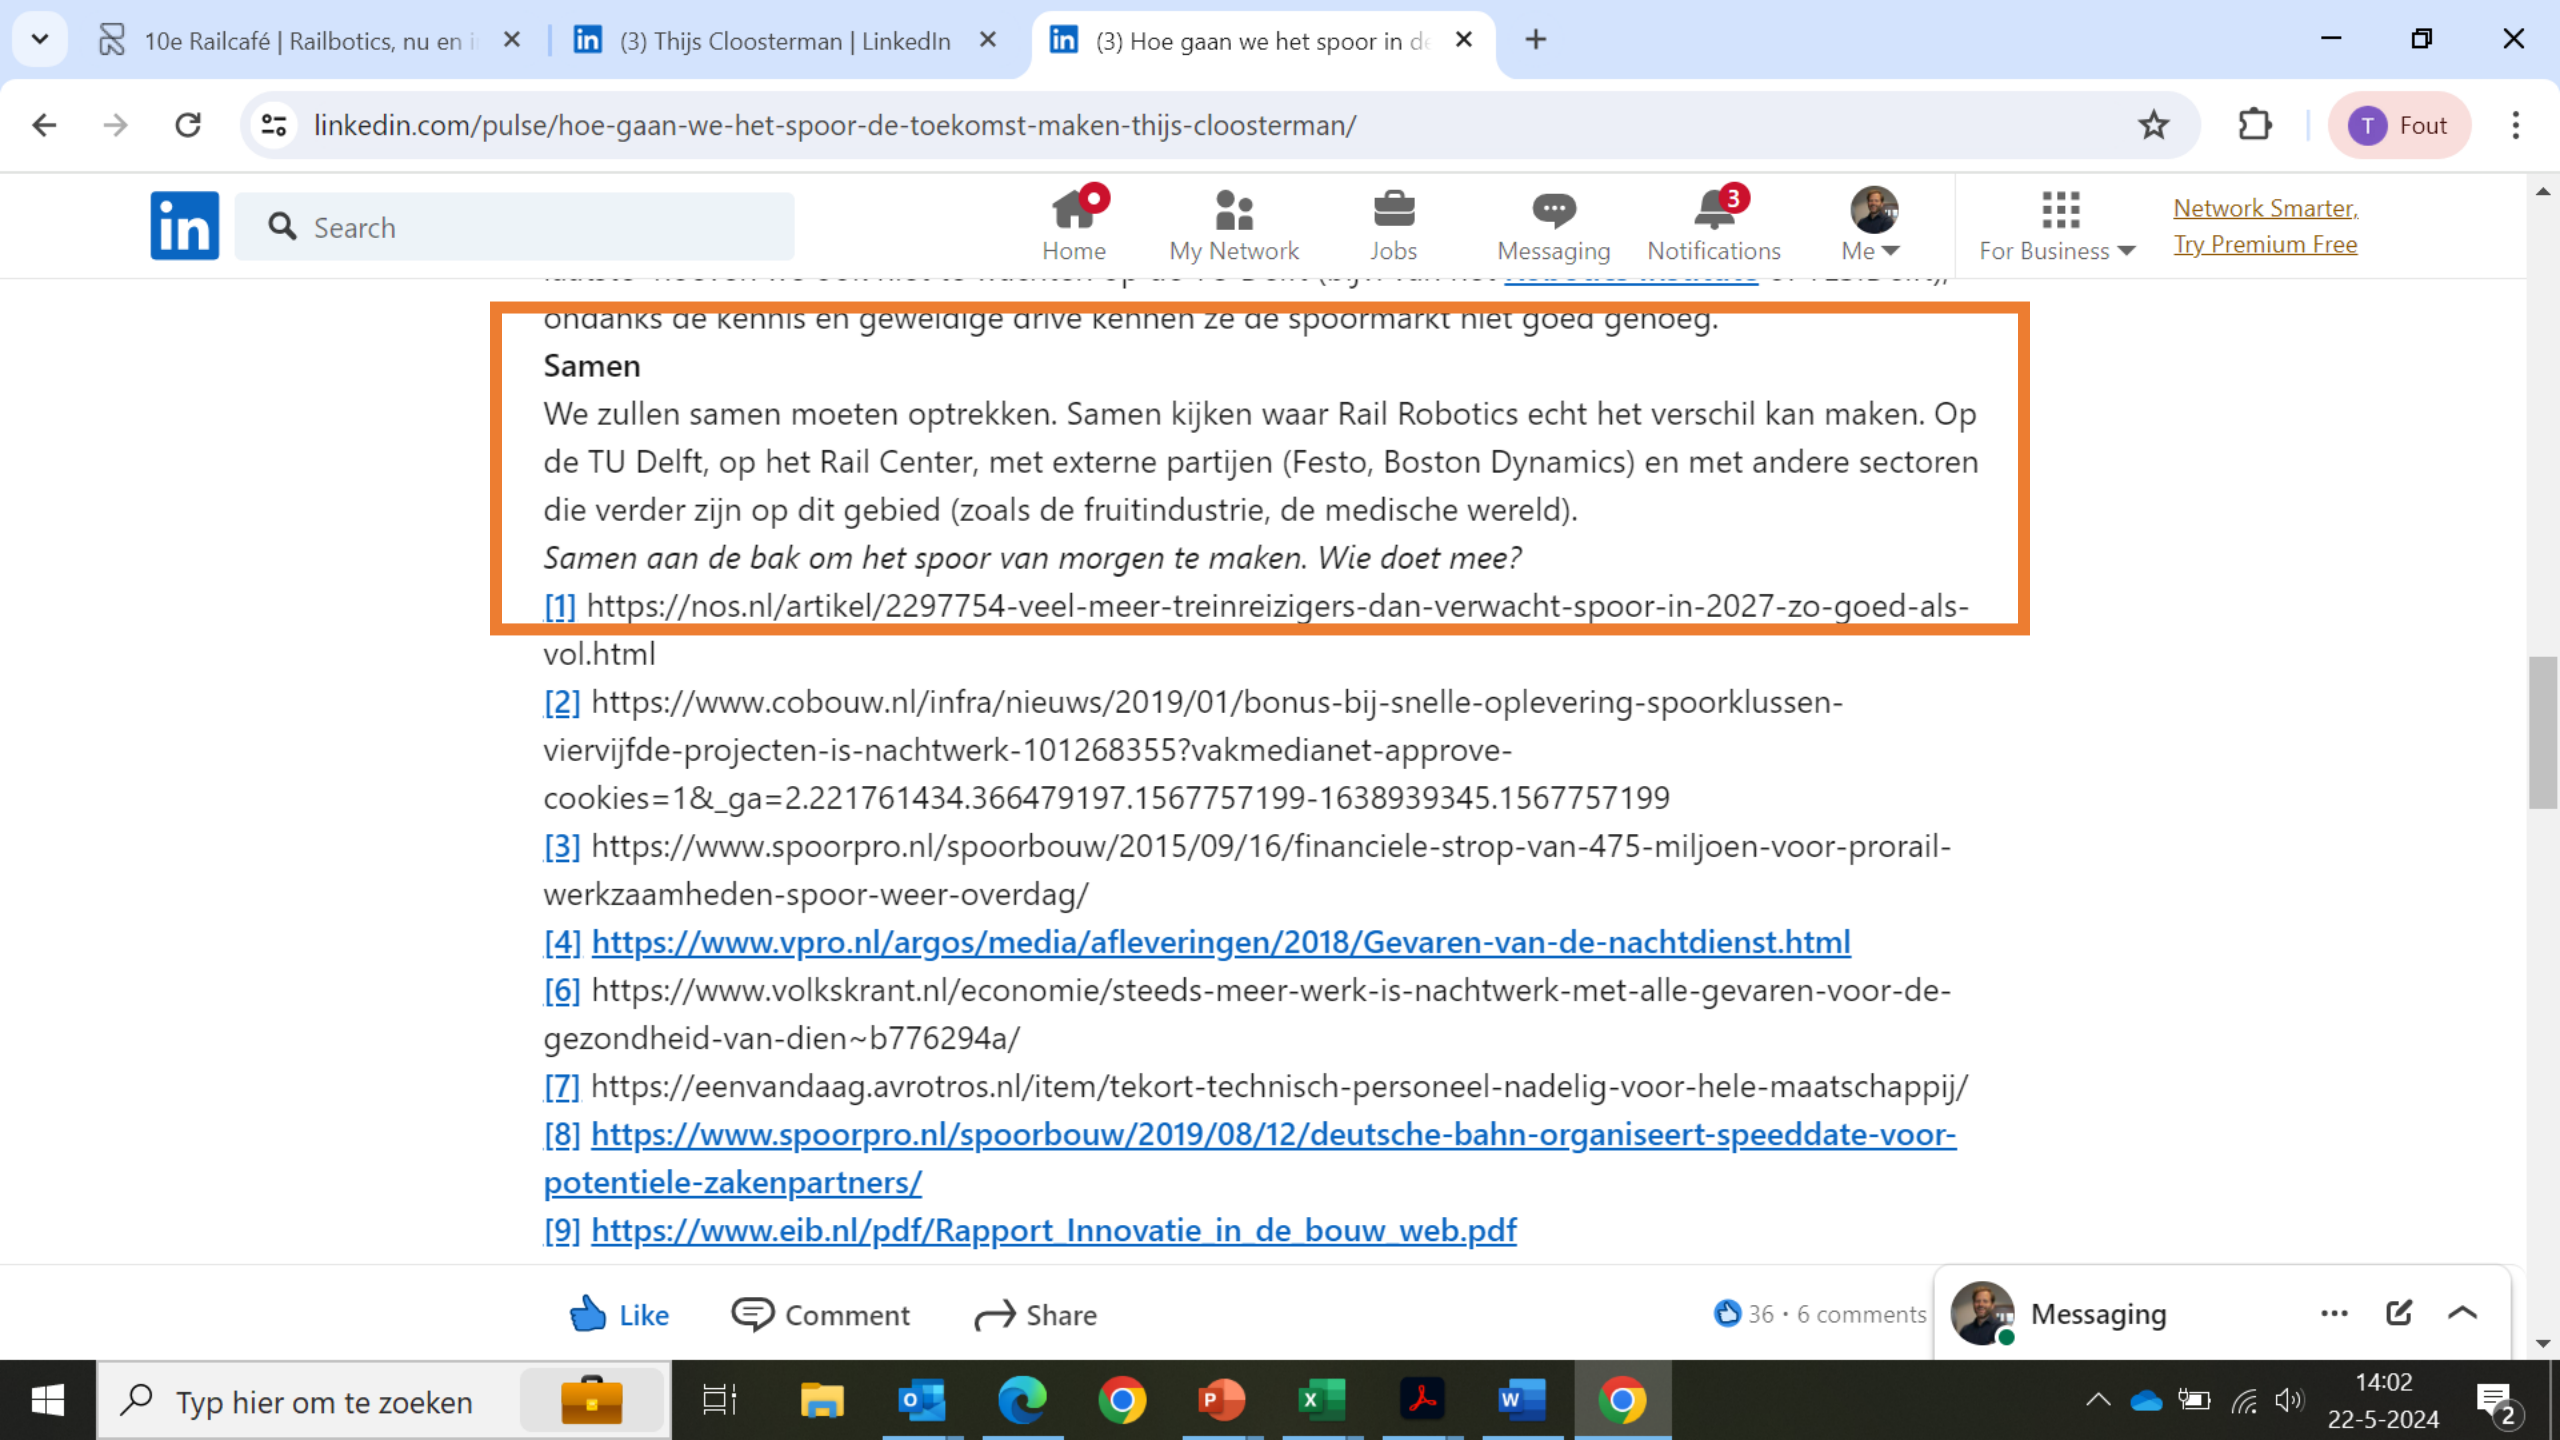 10e Railcafé | Railbotics, nu en i
(3) Thijs Cloosterman | LinkedIn
(3) Hoe gaan we het spoor in de
linkedin.com/pulse/hoe-gaan-we-het-spoor-de-toekomst-maken-thijs-cloosterman/
T Fout
in
Search
Home
My Network
Jobs
Messaging
3
Notifications
Me
For Business
Network Smarter,
Try Premium Free
ondanks de kennis en geweldige drive kennen ze de spoormarkt niet goed genoeg.
Samen
We zullen samen moeten optrekken. Samen kijken waar Rail Robotics echt het verschil kan maken. Op
de TU Delft, op het Rail Center, met externe partijen (Festo, Boston Dynamics) en met andere sectoren
die verder zijn op dit gebied (zoals de fruitindustrie, de medische wereld).
Samen aan de bak om het spoor van morgen te maken. Wie doet mee?
[1] https://nos.nl/artikel/2297754-veel-meer-treinreizigers-dan-verwacht-spoor-in-2027-zo-goed-als-
vol.html
[2] https://www.cobouw.nl/infra/nieuws/2019/01/bonus-bij-snelle-oplevering-spoorklussen-
viervijfde-projecten-is-nachtwerk-101268355?vakmedianet-approve-
cookies=1&_ga=2.221761434.366479197.1567757199-1638939345.1567757199
[3] https://www.spoorpro.nl/spoorbouw/2015/09/16/financiele-strop-van-475-miljoen-voor-prorail-
werkzaamheden-spoor-weer-overdag/
[4] https://www.vpro.nl/argos/media/afleveringen/2018/Gevaren-van-de-nachtdienst.html
[6] https://www.volkskrant.nl/economie/steeds-meer-werk-is-nachtwerk-met-alle-gevaren-voor-de-
gezondheid-van-dien~b776294a/
[7] https://eenvandaag.avrotros.nl/item/tekort-technisch-personeel-nadelig-voor-hele-maatschappij/
[8] https://www.spoorpro.nl/spoorbouw/2019/08/12/deutsche-bahn-organiseert-speeddate-voor-
potentiele-zakenpartners/
[9] https://www.eib.nl/pdf/Rapport_Innovatie_in_de_bouw_web.pdf
Like
Comment
Share
36 · 6 comments
Messaging
Typ hier om te zoeken
14:02
22-5-2024
2